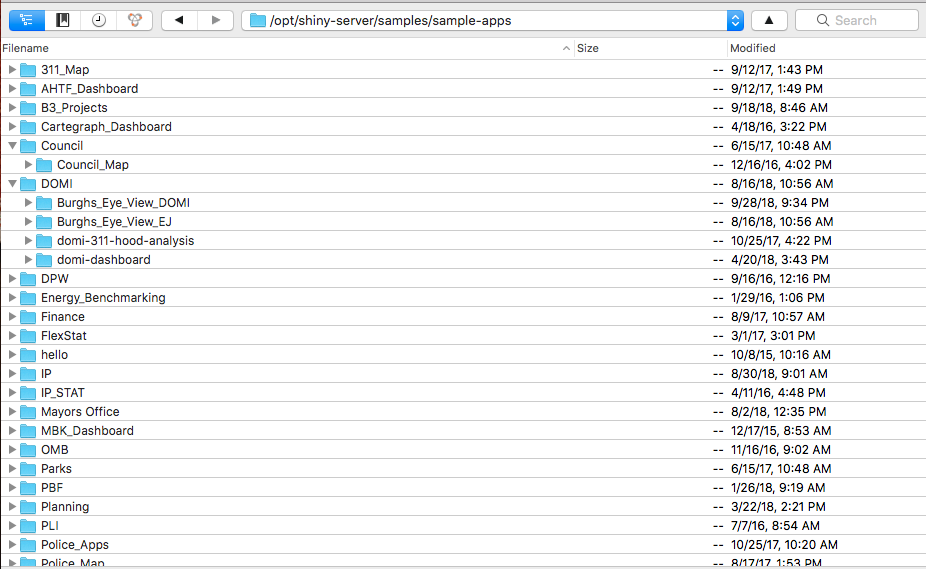 /opt/shiny-server/samples/sample-apps Search
Filename Size Modified
311_Map -- 9/12/17, 1:43 PM
AHTF_Dashboard -- 9/12/17, 1:49 PM
B3_Projects -- 9/18/18, 8:46 AM
Cartegraph_Dashboard -- 4/18/16, 3:22 PM
Council -- 6/15/17, 10:48 AM
Council_Map -- 12/16/16, 4:02 PM
DOMI -- 8/16/18, 10:56 AM
Burghs_Eye_View_DOMI -- 9/28/18, 9:34 PM
Burghs_Eye_View_EJ -- 8/16/18, 10:56 AM
domi-311-hood-analysis -- 10/25/17, 4:22 PM
domi-dashboard -- 4/20/18, 3:43 PM
DPW -- 9/16/16, 12:16 PM
Energy_Benchmarking -- 1/29/16, 1:06 PM
Finance -- 8/9/17, 10:57 AM
FlexStat -- 3/1/17, 3:01 PM
hello -- 10/8/15, 10:16 AM
IP -- 8/30/18, 9:01 AM
IP_STAT -- 4/11/16, 4:48 PM
Mayors Office -- 8/2/18, 12:35 PM
MBK_Dashboard -- 12/17/15, 8:53 AM
OMB -- 11/16/16, 9:02 AM
Parks -- 6/15/17, 10:48 AM
PBF -- 1/26/18, 9:19 AM
Planning -- 3/22/18, 2:21 PM
PLI -- 7/7/16, 8:54 AM
Police_Apps -- 10/25/17, 10:20 AM
Police_Map -- 8/17/17, 1:53 PM